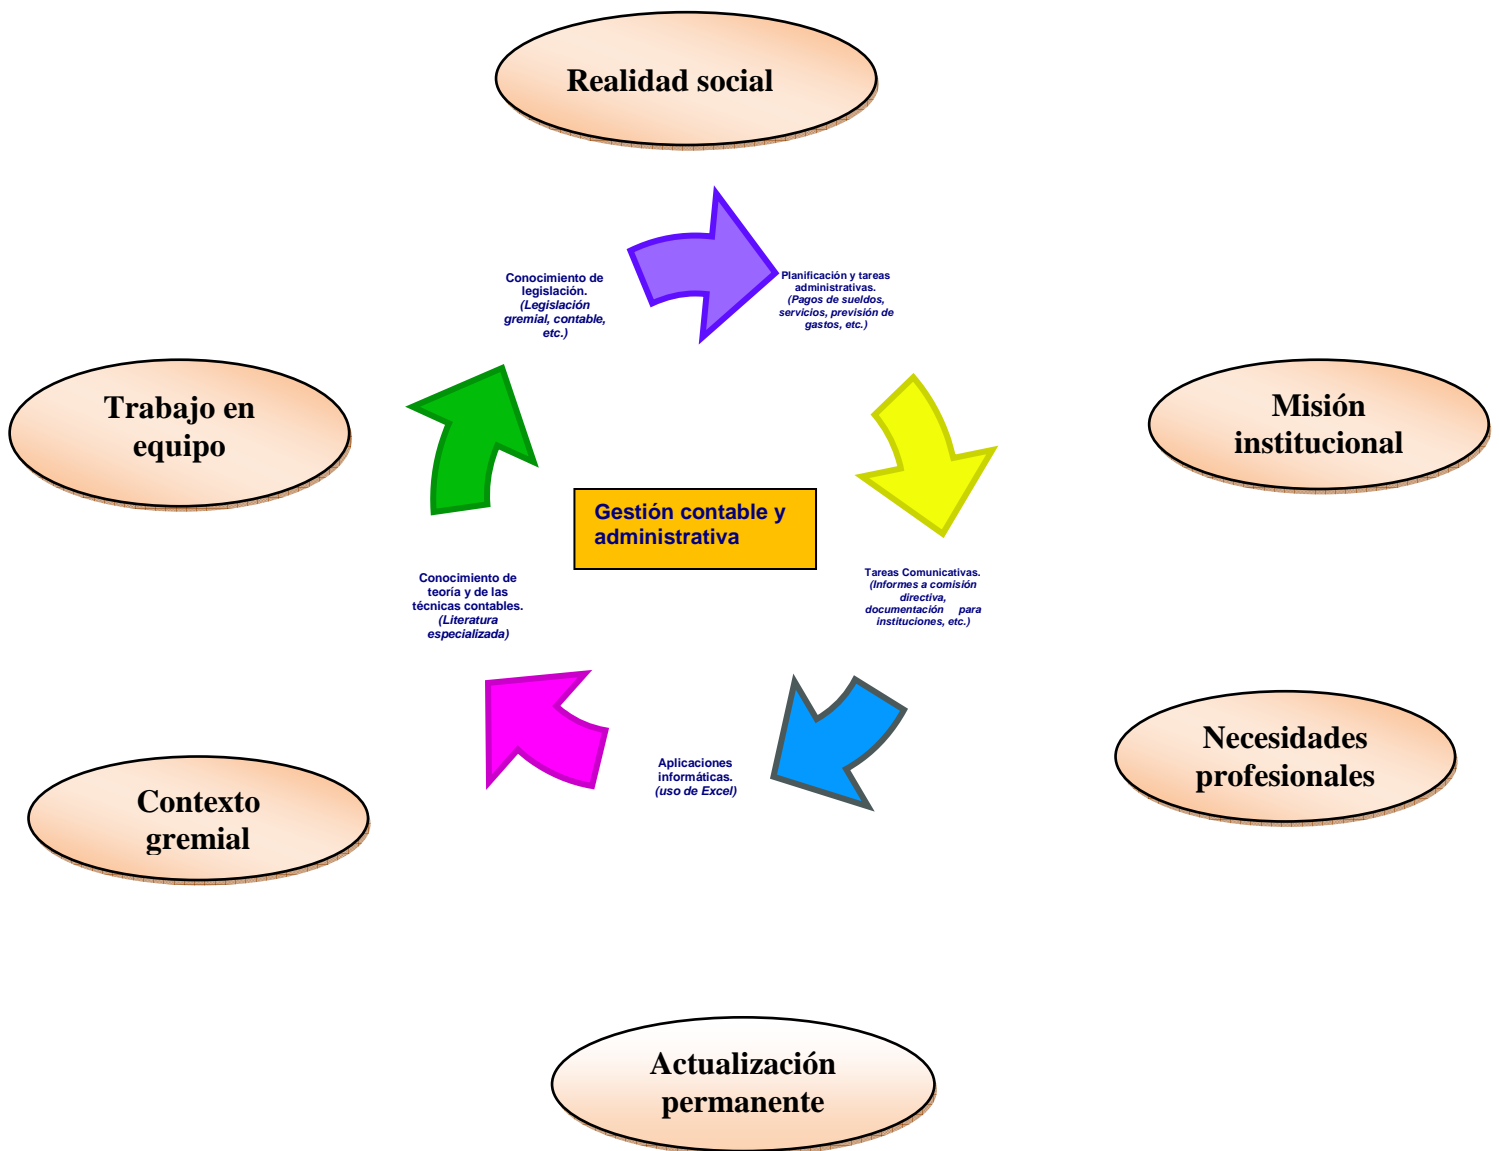 Realidad social
Conocimiento de
legislación.
(Legislación
gremial, contable,
etc.)
Planificación y tareas
administrativas.
(Pagos de sueldos,
servicios, previsión de
gastos, etc.)
Trabajo en
equipo
Misión
institucional
Gestión contable y
administrativa
Conocimiento de
teoría y de las
técnicas contables.
(Literatura
especializada)
Tareas Comunicativas.
(Informes a comisión
directiva,
documentación para
instituciones, etc.)
Necesidades
profesionales
Aplicaciones
informáticas.
(uso de Excel)
Contexto
gremial
Actualización
permanente